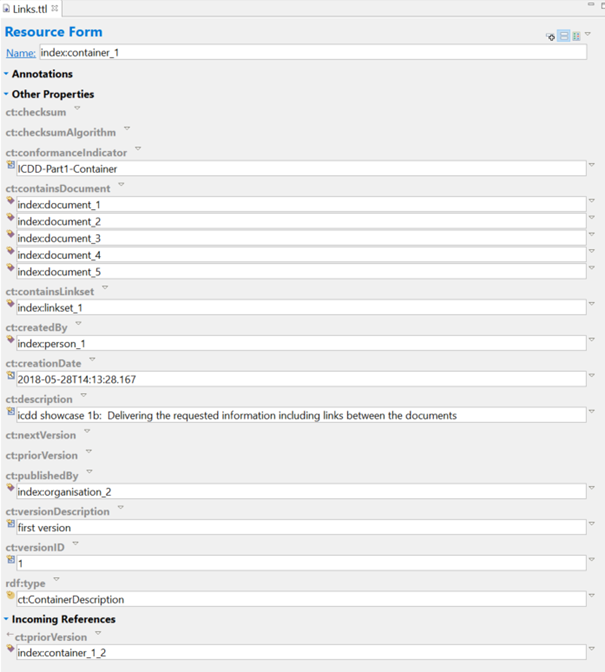 Links.ttl
Resource Form
Name: index:container_1
Annotations
Other Properties
ct:checksum
ct:checksumAlgorithm
ct:conformanceIndicator
ICDD-Part1-Container
ct:containsDocument
index:document_1
index:document_2
index:document_3
index:document_4
index:document_5
ct:containsLinkset
index:linkset_1
ct:createdBy
index:person_1
ct:creationDate
2018-05-28T14:13:28.167
ct:description
icdd showcase 1b:  Delivering the requested information including links between the documents
ct:nextVersion
ct:priorVersion
ct:publishedBy
index:organisation_2
ct:versionDescription
first version
ct:versionID
1
rdf:type
ct:ContainerDescription
Incoming References
ct:priorVersion
index:container_1_2